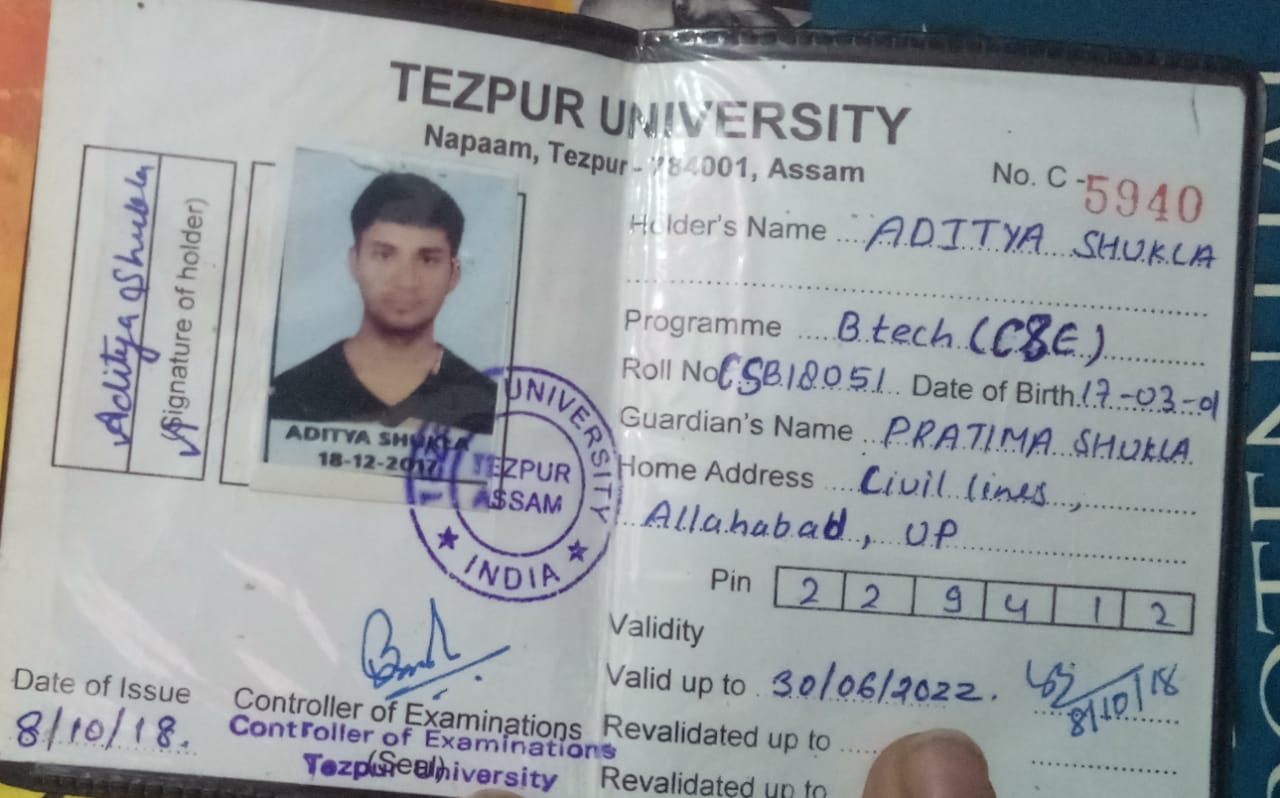 TEZPUR UNIVERSITY
Napaam, Tezpur - 784001, Assam
No. C - 5940
Aditya Shukla
(Signature of holder)
ADITYA SHUKLA
18-12-2017
UNIVERSITY
TEZPUR
ASSAM
INDIA
Date of Issue
8/10/18.
Controller of Examinations
Controller of Examinations
(Seal)
Tezpur University
Holder's Name ....ADITYA SHUKLA
Programme ....B.tech (CSE)
Roll No CSB18051 Date of Birth 17-03-01
Guardian's Name ..PRATIMA SHUKLA
Home Address ....Civil lines,
Allahabad, UP
Pin 2 2 9 4 1 2
Validity
Valid up to 30/06/2022.
8/10/18
Revalidated up to .....
Revalidated up to